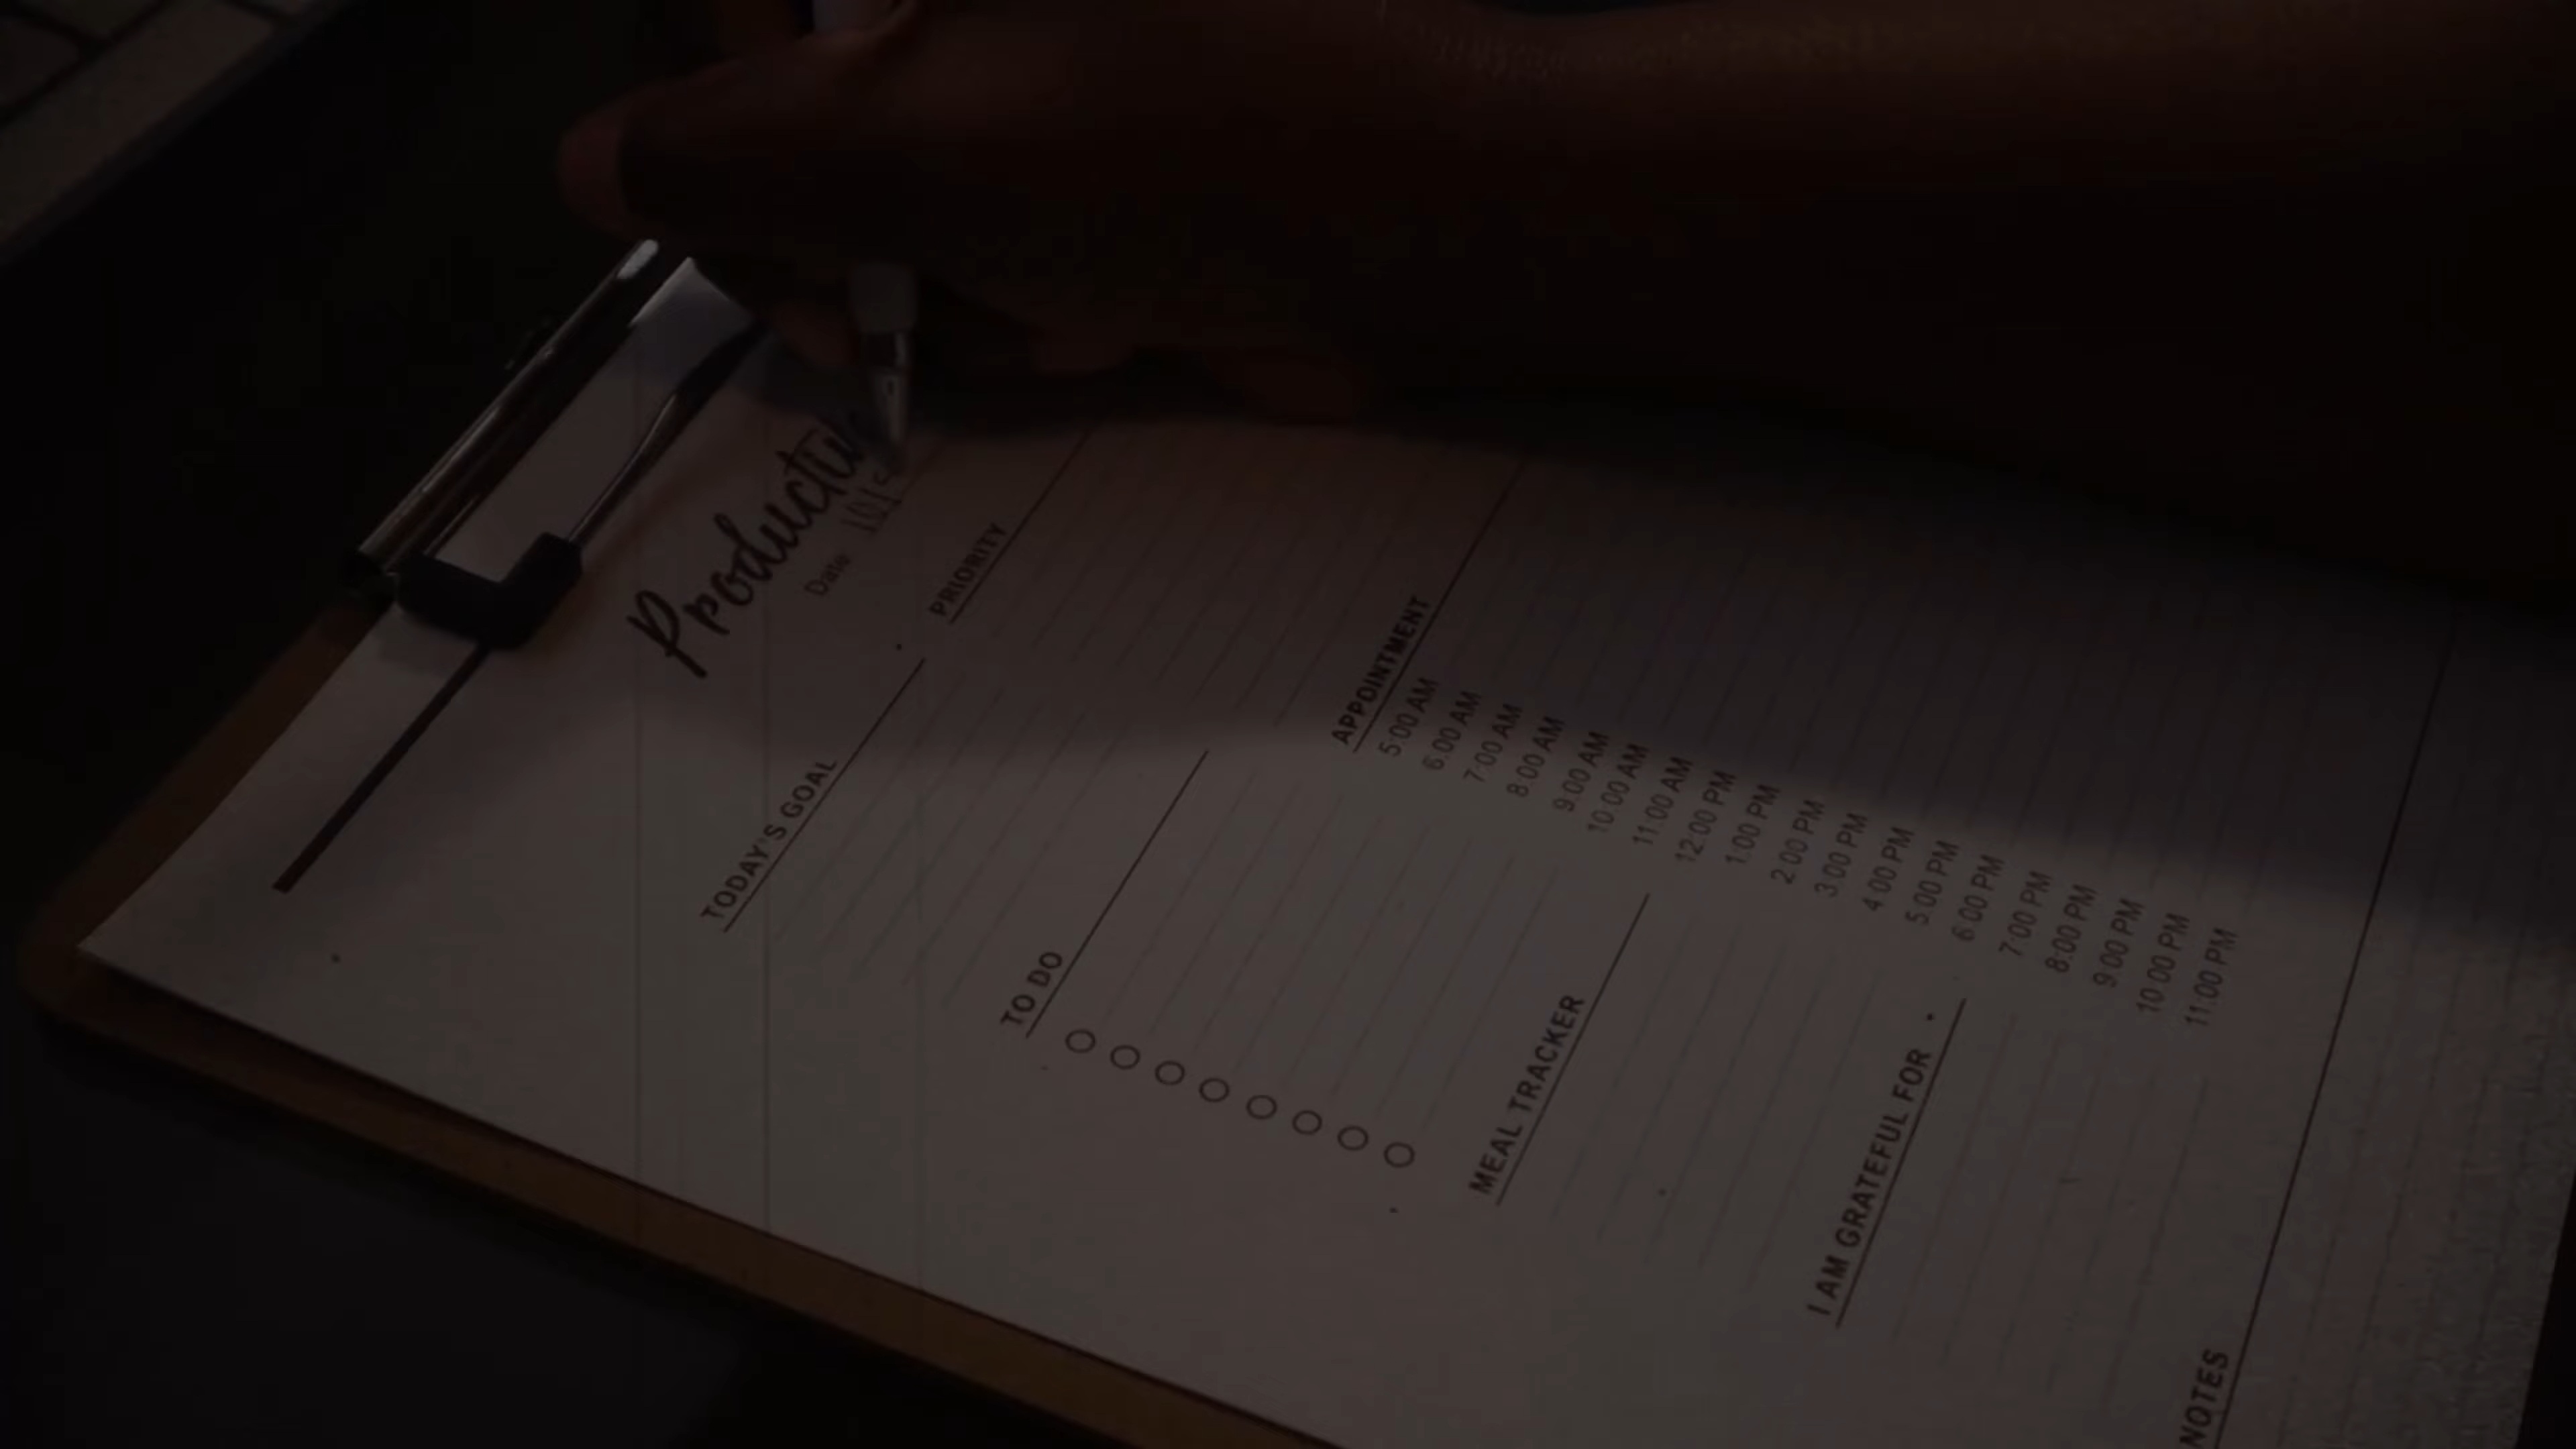 Date
TODAY'S GOAL
PRIORITY
TO DO
APPOINTMENT
5:00 AM
6:00 AM
7:00 AM
8:00 AM
9:00 AM
10:00 AM
11:00 AM
12:00 PM
1:00 PM
2:00 PM
3:00 PM
4:00 PM
5:00 PM
6:00 PM
7:00 PM
8:00 PM
9:00 PM
10:00 PM
11:00 PM
MEAL TRACKER
I AM GRATEFUL FOR
NOTES